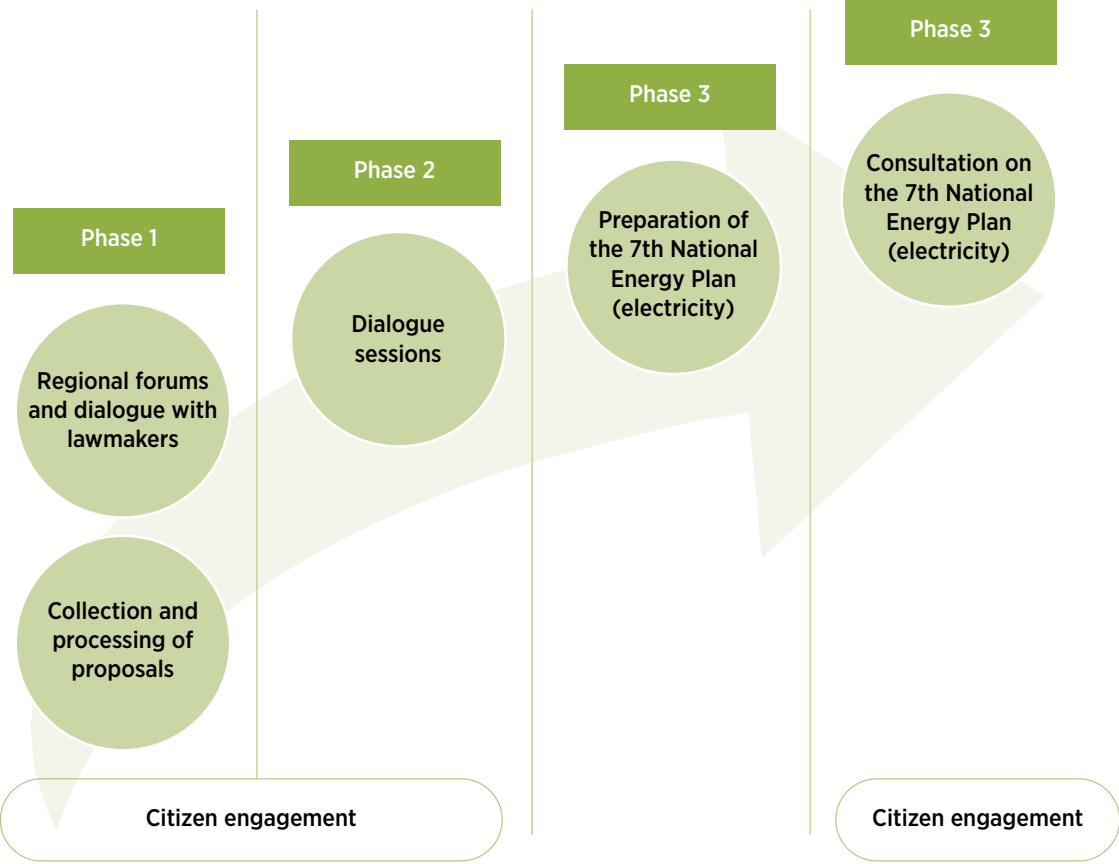 Phase 1
Regional forums
and dialogue with
lawmakers
Collection and
processing of
proposals
Phase 2
Dialogue
sessions
Phase 3
Preparation of
the 7th National
Energy Plan
(electricity)
Phase 3
Consultation on
the 7th National
Energy Plan
(electricity)
Citizen engagement
Citizen engagement